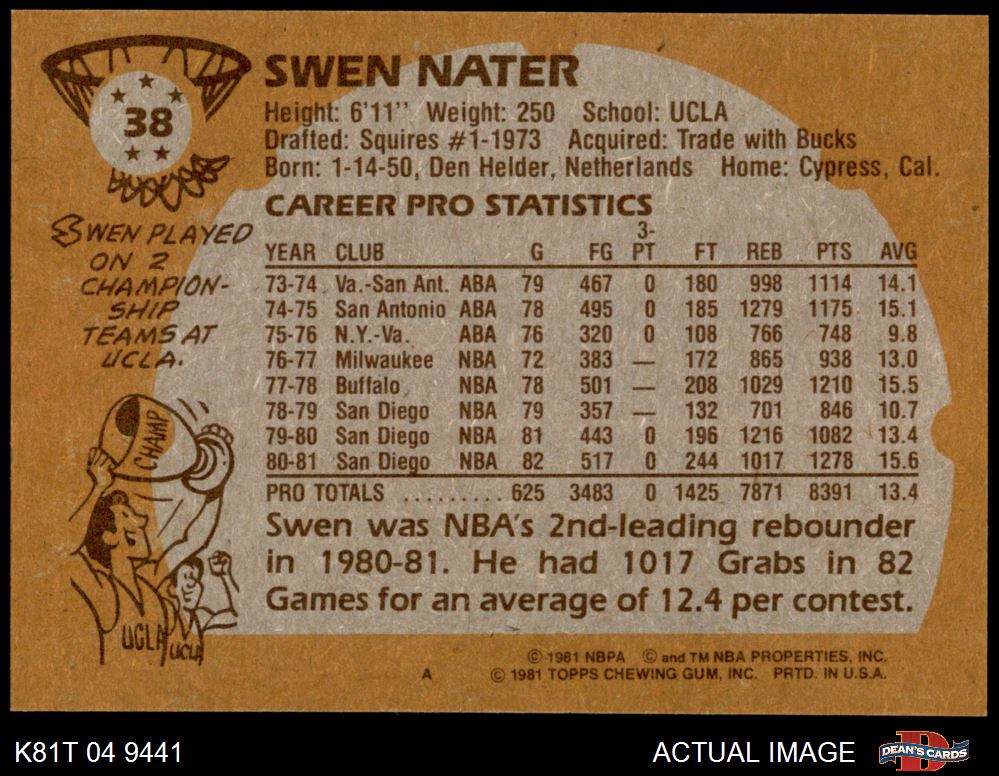 38
SWEN NATER
Height: 6'11" Weight: 250 School: UCLA
Drafted: Squires #1-1973 Acquired: Trade with Bucks
Born: 1-14-50, Den Helder, Netherlands Home: Cypress, Cal.
SWEN PLAYED
ON 2
CHAMPION-
SHIP
TEAMS AT
UCLA.
CHAMP
UCLA
UCLA
CAREER PRO STATISTICS
3-
YEAR CLUB G FG PT FT REB PTS AVG
73-74 Va.-San Ant. ABA 79 467 0 180 998 1114 14.1
74-75 San Antonio ABA 78 495 0 185 1279 1175 15.1
75-76 N.Y.-Va. ABA 76 320 0 108 766 748 9.8
76-77 Milwaukee NBA 72 383 — 172 865 938 13.0
77-78 Buffalo NBA 78 501 — 208 1029 1210 15.5
78-79 San Diego NBA 79 357 — 132 701 846 10.7
79-80 San Diego NBA 81 443 0 196 1216 1082 13.4
80-81 San Diego NBA 82 517 0 244 1017 1278 15.6
PRO TOTALS ......... 625 3483 0 1425 7871 8391 13.4
Swen was NBA's 2nd-leading rebounder
in 1980-81. He had 1017 Grabs in 82
Games for an average of 12.4 per contest.
© 1981 NBPA © and TM NBA PROPERTIES, INC.
A © 1981 TOPPS CHEWING GUM, INC. PRTD. IN U.S.A.
K81T 04 9441 ACTUAL IMAGE DEAN'S CARDS